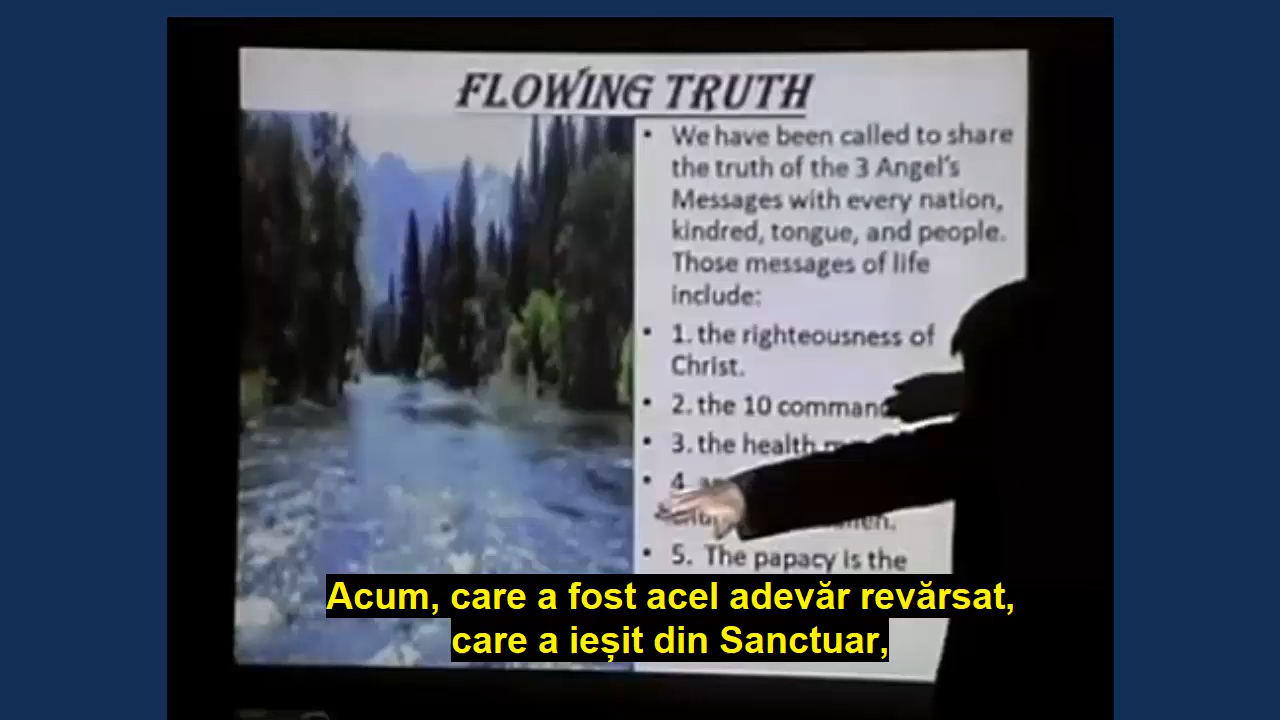 FLOWING TRUTH
• We have been called to share
the truth of the 3 Angel's
Messages with every nation,
kindred, tongue, and people.
Those messages of life
include:
• 1. the righteousness of
Christ.
• 2. the 10
• 3. the health
• 4.
• 5. The papacy is the
Acum, care a fost acel adevăr revărsat,
care a ieșit din Sanctuar,